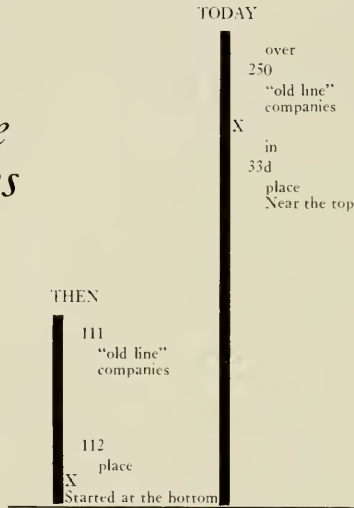 TODAY
over
250
"old line"
companies
X
in
33d
place
Near the top
THEN
111
"old line"
companies
112
place
X
Started at the bottom